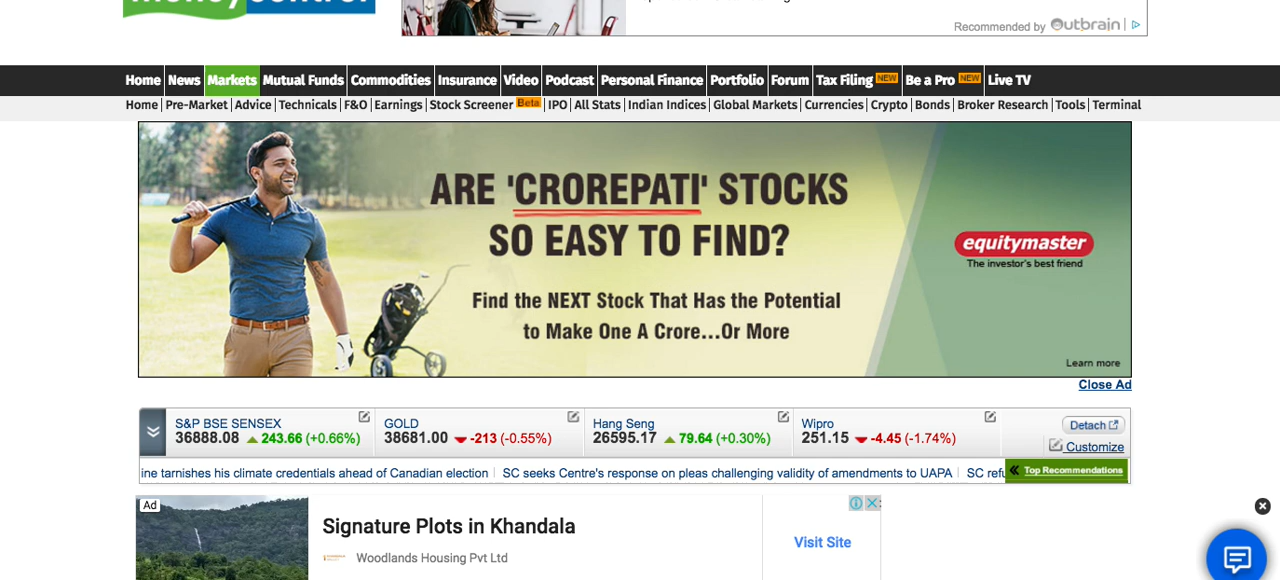 Recommended by Outbrain
Home News Markets Mutual Funds Commodities Insurance Video Podcast Personal Finance Portfolio Forum Tax Filing NEW Be a Pro NEW Live TV
Home Pre-Market Advice Technicals F&O Earnings Stock Screener Beta IPO All Stats Indian Indices Global Markets Currencies Crypto Bonds Broker Research Tools Terminal
ARE 'CROREPATI' STOCKS
SO EASY TO FIND?
equitymaster
The investor's best friend
Find the NEXT Stock That Has the Potential
to Make One A Crore...Or More
Learn more
Close Ad
S&P BSE SENSEX
36888.08 243.66 (+0.66%)
GOLD
38681.00 -213 (-0.55%)
Hang Seng
26595.17 79.64 (+0.30%)
Wipro
251.15 -4.45 (-1.74%)
Detach
Customize
ine tarnishes his climate credentials ahead of Canadian election SC seeks Centre's response on pleas challenging validity of amendments to UAPA SC refu
Top Recommendations
Ad
Signature Plots in Khandala
Woodlands Housing Pvt Ltd
Visit Site